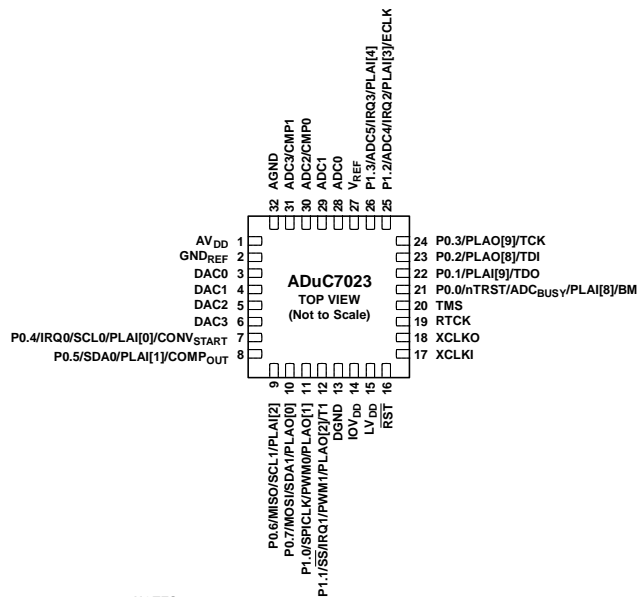 32 AGND
31 ADC3/CMP1
30 ADC2/CMP0
29 ADC1
28 ADC0
27 VREF
26 P1.3/ADC5/IRQ3/PLAI[4]
25 P1.2/ADC4/IRQ2/PLAI[3]/ECLK
AVDD 1
GNDREF 2
DAC0 3
DAC1 4
DAC2 5
DAC3 6
P0.4/IRQ0/SCL0/PLAI[0]/CONVSTART 7
P0.5/SDA0/PLAI[1]/COMPOUT 8
ADuC7023
TOP VIEW
(Not to Scale)
24 P0.3/PLAO[9]/TCK
23 P0.2/PLAO[8]/TDI
22 P0.1/PLAI[9]/TDO
21 P0.0/nTRST/ADCBUSY/PLAI[8]/BM
20 TMS
19 RTCK
18 XCLKO
17 XCLKI
P0.6/MISO/SCL1/PLAI[2] 9
P0.7/MOSI/SDA1/PLAO[0] 10
P1.0/SPICLK/PWM0/PLAO[1] 11
P1.1/SS/IRQ1/PWM1/PLAO[2]/T1 12
DGND 13
IOVDD 14
LVDD 15
RST 16